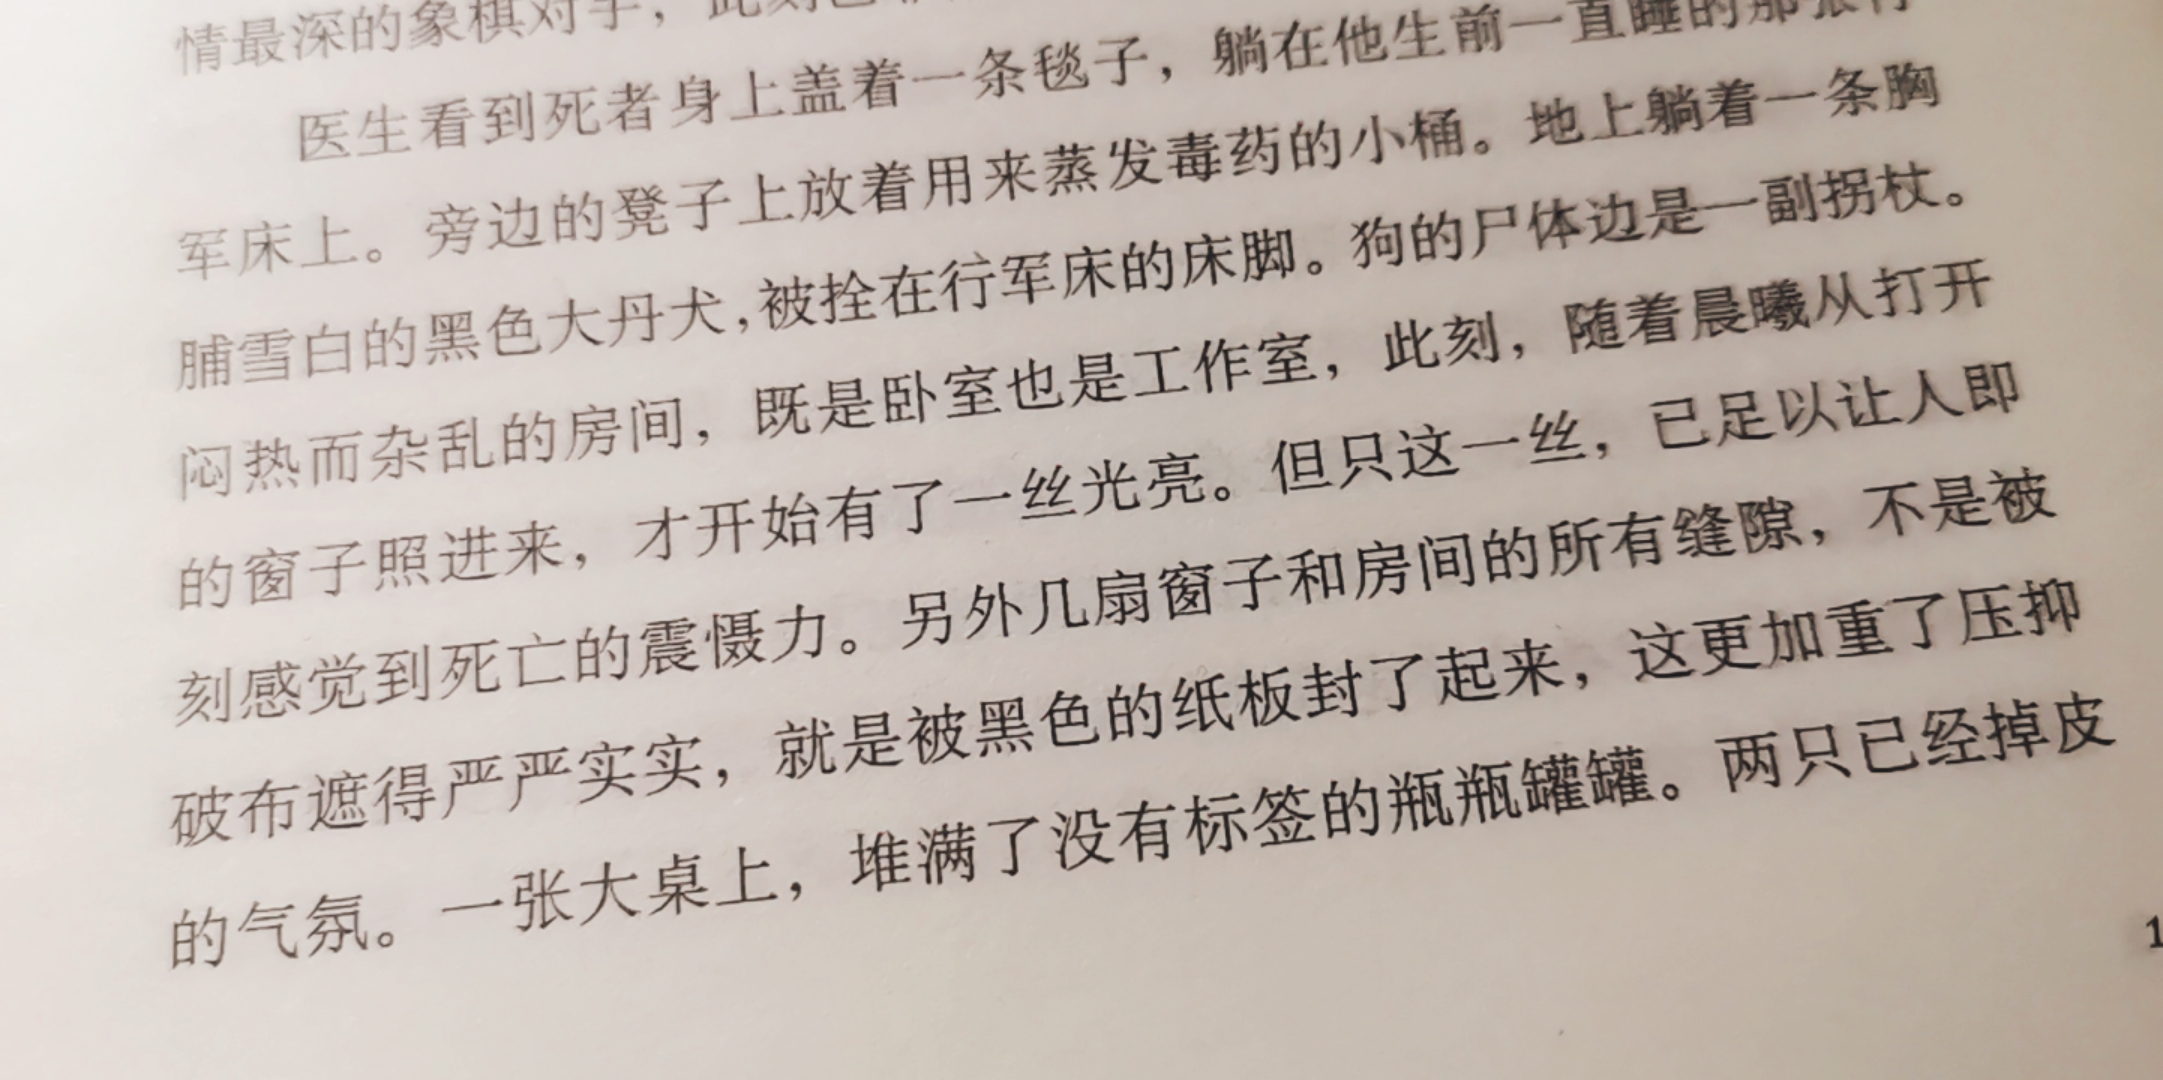 情最深的象棋对手，此刻
医生看到死者身上盖着一条毯子，躺在他生前一直睡的那张行
军床上。旁边的凳子上放着用来蒸发毒药的小桶。地上躺着一条胸
脯雪白的黑色大丹犬，被拴在行军床的床脚。狗的尸体边是一副拐杖。
闷热而杂乱的房间，既是卧室也是工作室，此刻，随着晨曦从打开
的窗子照进来，才开始有了一丝光亮。但只这一丝，已足以让人即
刻感觉到死亡的震慑力。另外几扇窗子和房间的所有缝隙，不是被
破布遮得严严实实，就是被黑色的纸板封了起来，这更加重了压抑
的气氛。一张大桌上，堆满了没有标签的瓶瓶罐罐。两只已经掉皮
1